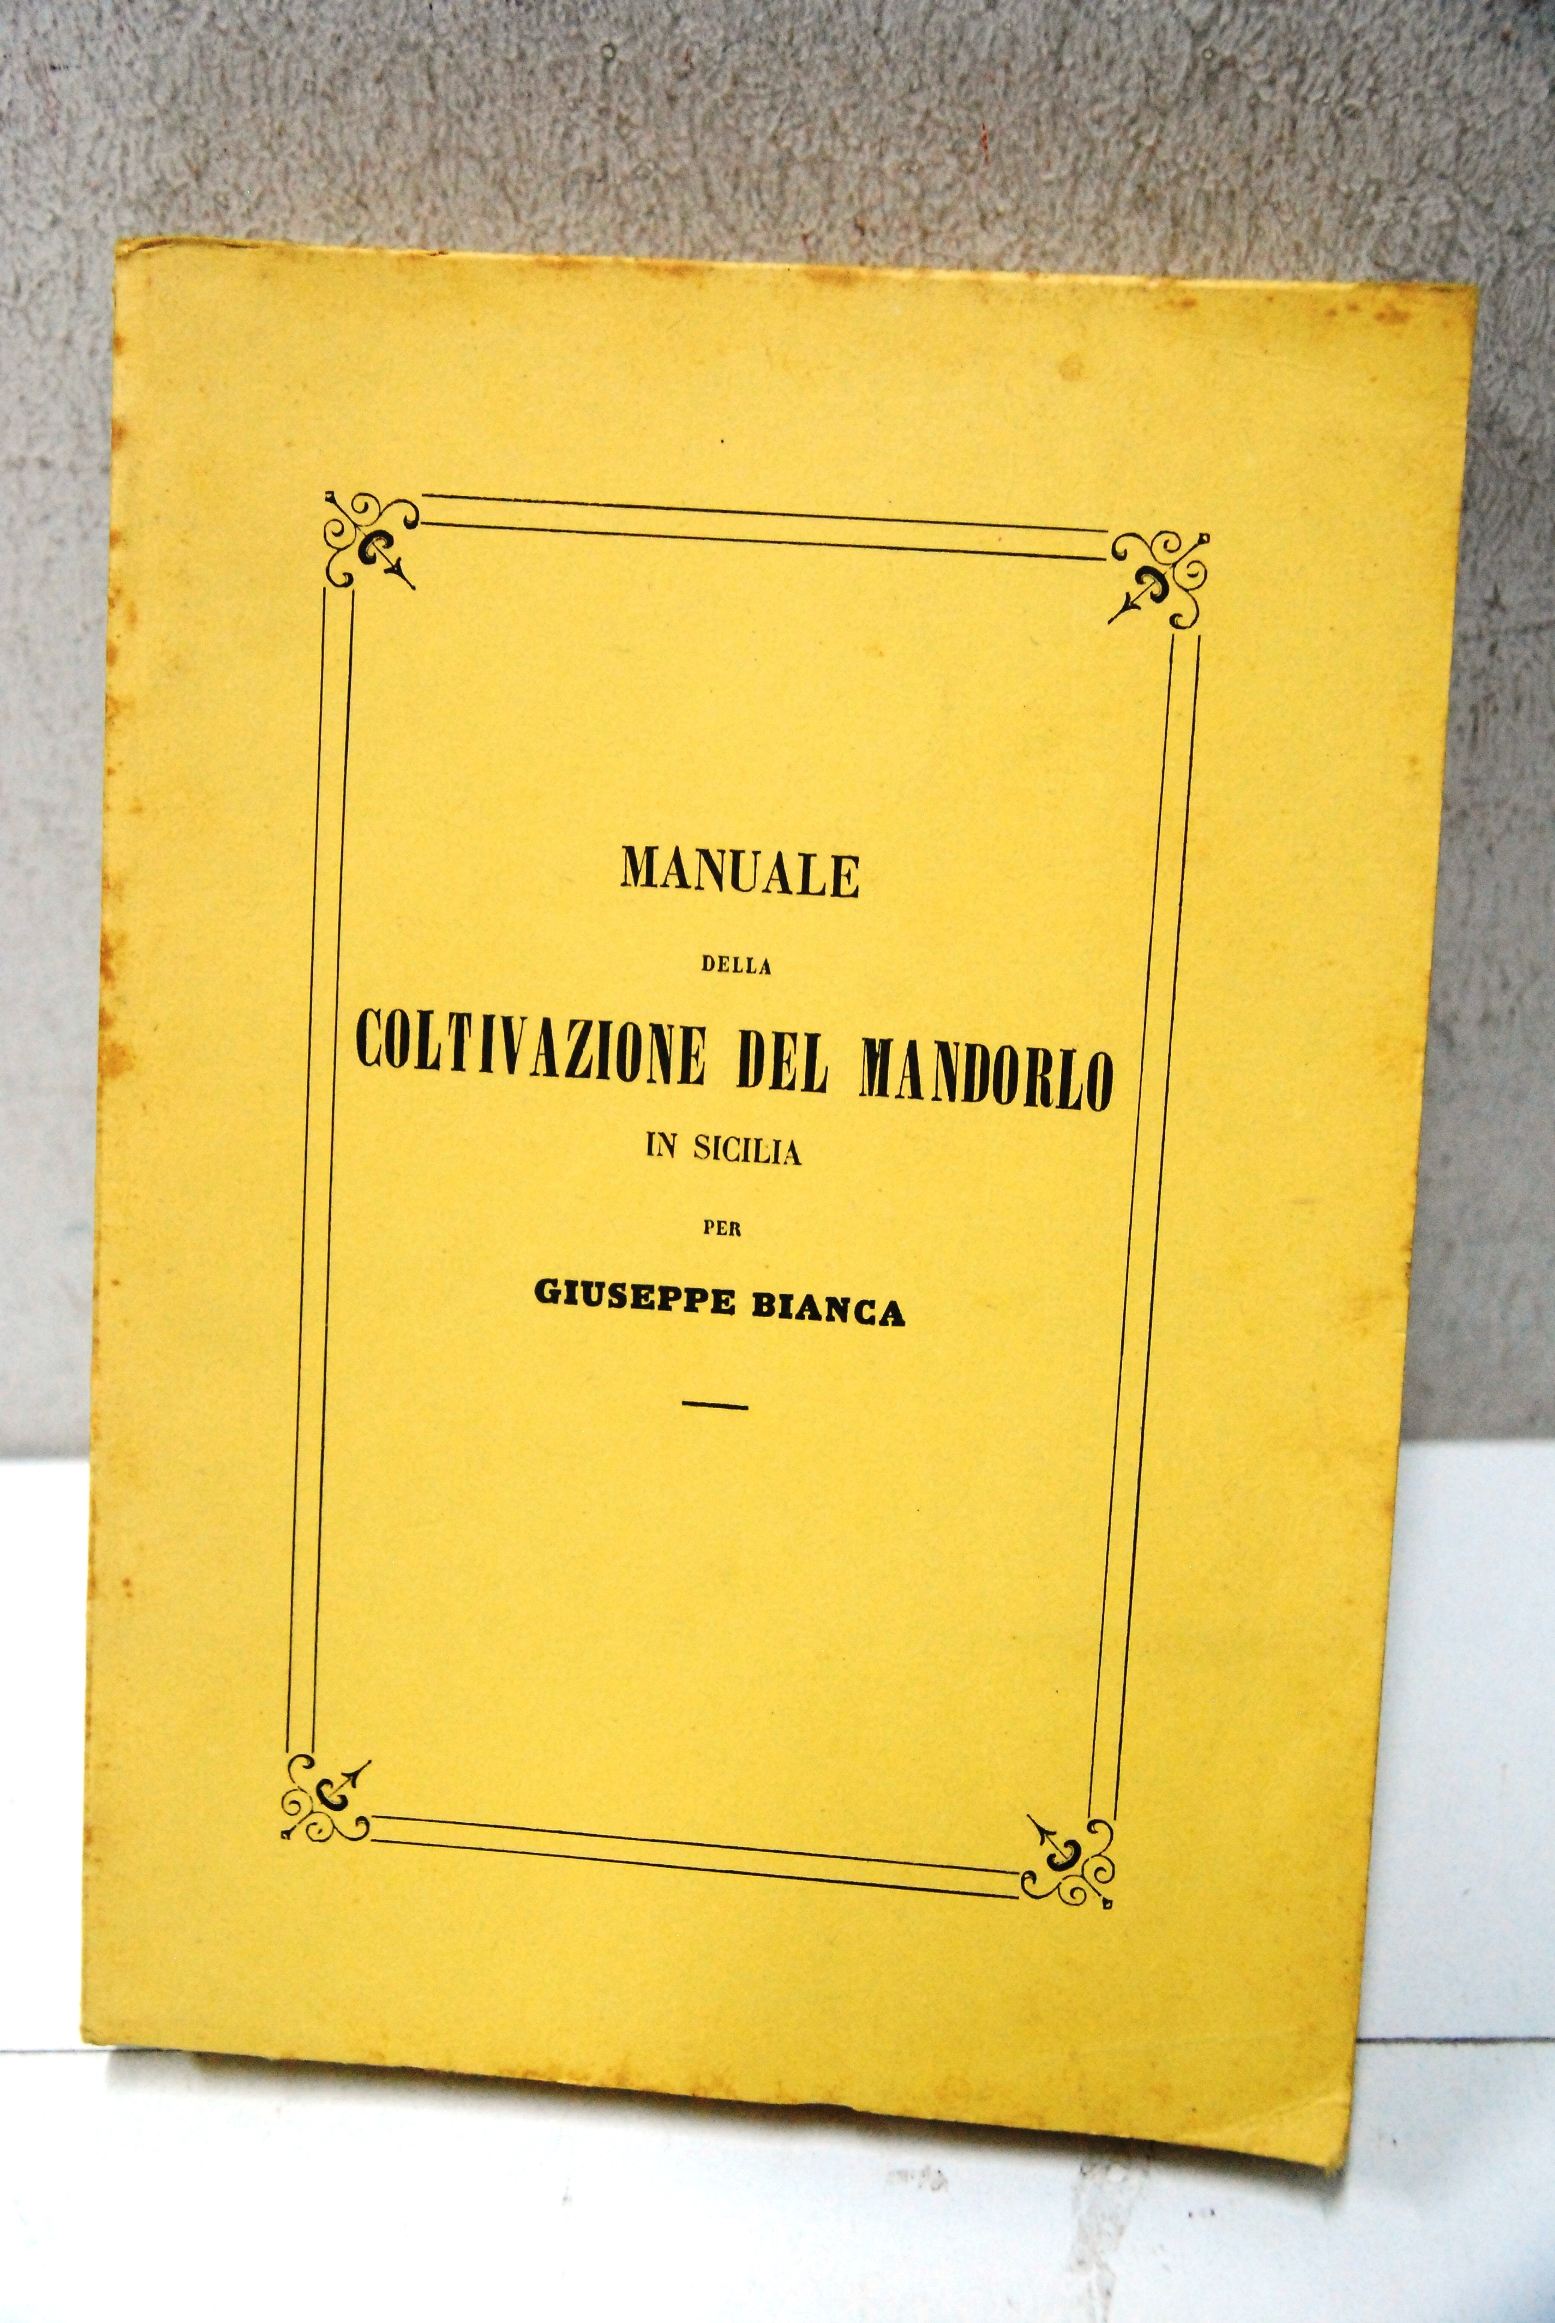 MANUALE
DELLA
COLTIVAZIONE DEL MANDORLO
IN SICILIA
PER
GIUSEPPE BIANCA